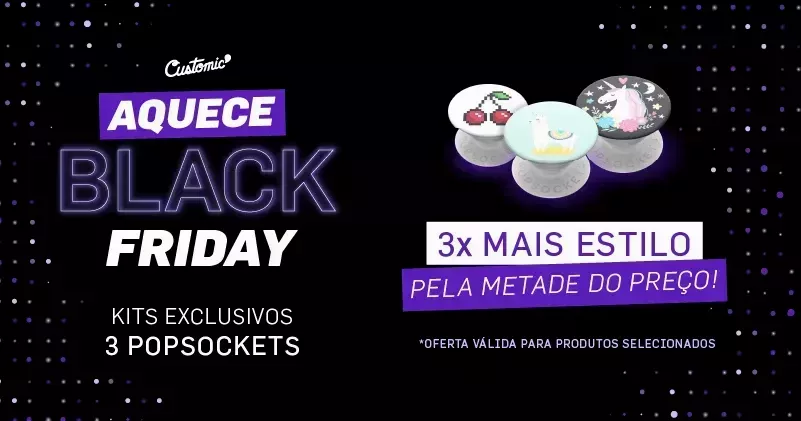 Customic
AQUECE
BLACK
FRIDAY
KITS EXCLUSIVOS
3 POPSOCKETS
3x MAIS ESTILO
PELA METADE DO PREÇO!
*OFERTA VÁLIDA PARA PRODUTOS SELECIONADOS